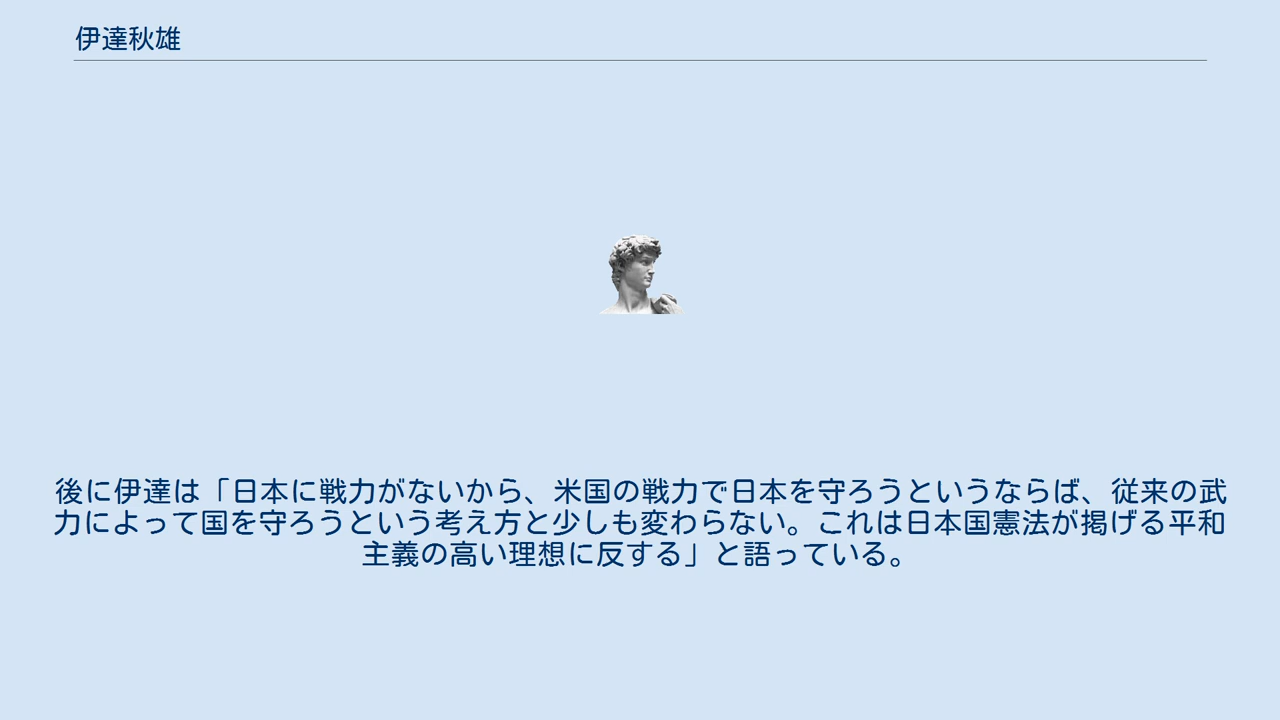 伊達秋雄
後に伊達は「日本に戦力がないから、米国の戦力で日本を守ろうというならば、従来の武
力によって国を守ろうという考え方と少しも変わらない。これは日本国憲法が掲げる平和
主義の高い理想に反する」と語っている。